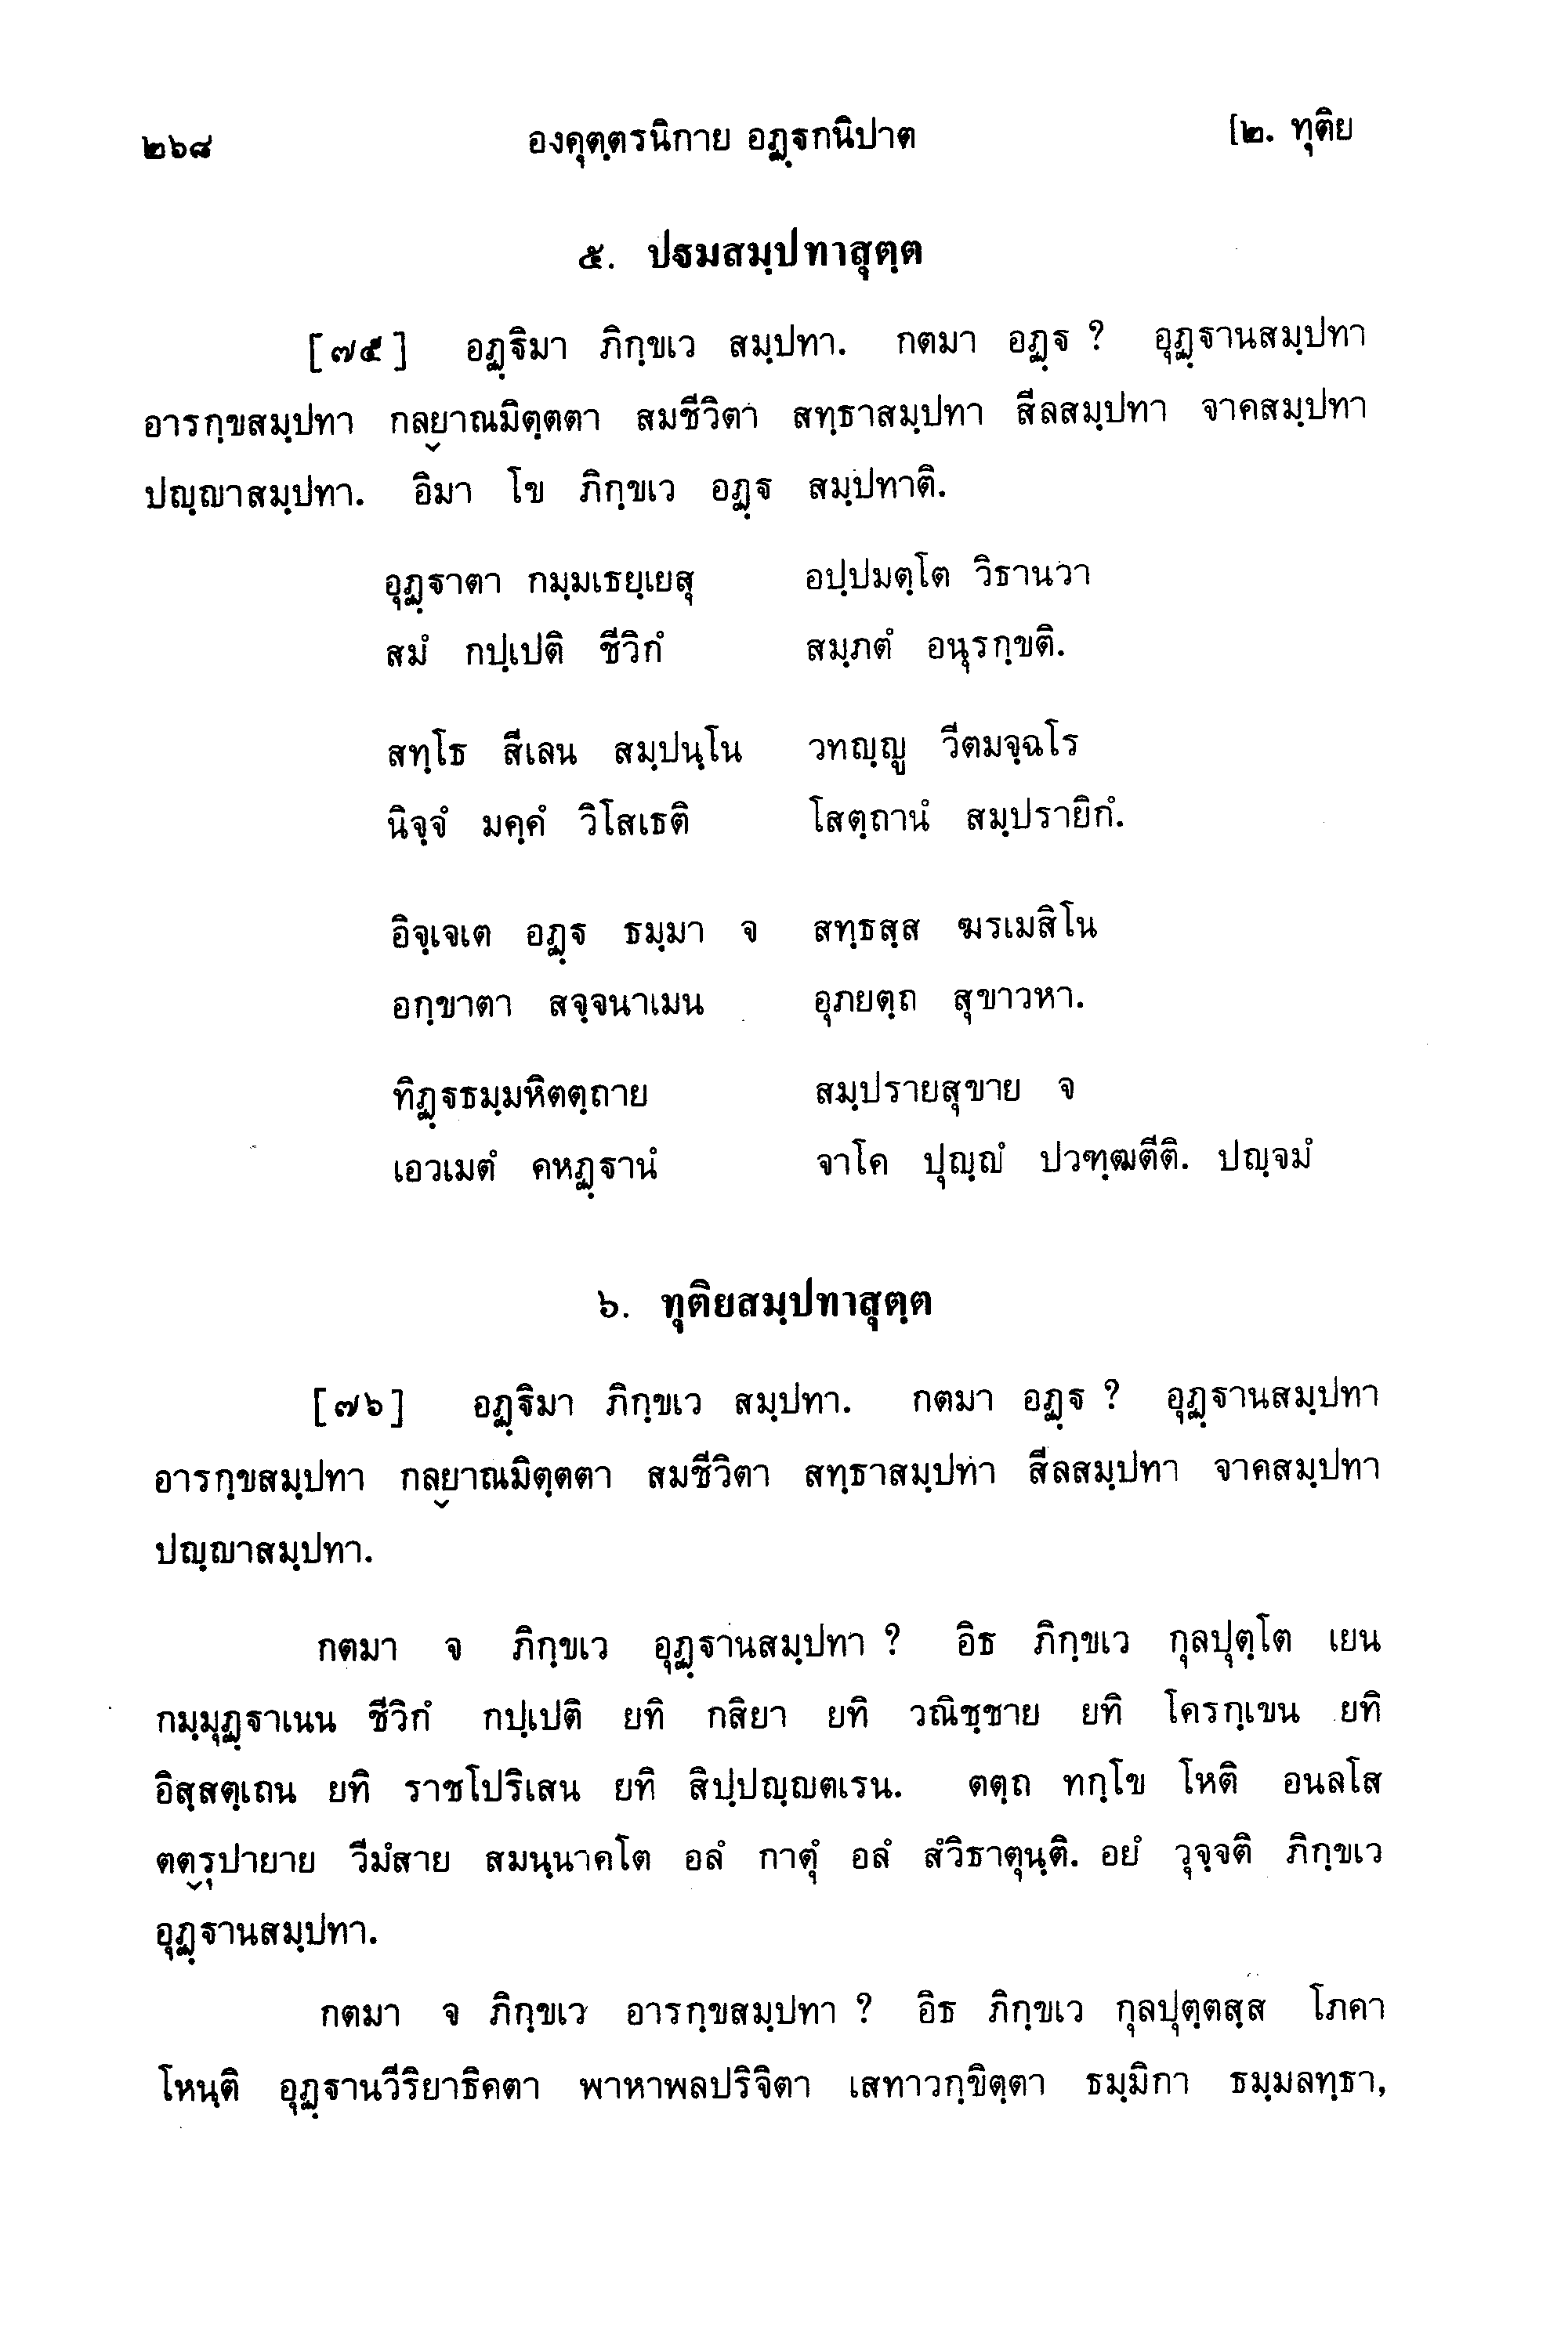 ๒๖๘ องฺคุตฺตรนิกาย อฏฺฐกนิปาต [๒. ทุติย
๕. ปฐมสมฺปทาสุตฺต
[๗๕] อฏฺฐิมา ภิกฺขเว สมฺปทา. กตมา อฏฺฐ ? อุฏฺฐานสมฺปทา
อารกฺขสมฺปทา กลฺยาณมิตฺตตา สมชีวิตา สทฺธาสมฺปทา สีลสมฺปทา จาคสมฺปทา
ปญฺญาสมฺปทา. อิมา โข ภิกฺขเว อฏฺฐ สมฺปทาติ.
อุฏฺฐาตา กมฺมเธยฺเยสุ อปฺปมตฺโต วิธานวา
สมํ กปฺเปติ ชีวิกํ สมฺภตํ อนุรกฺขติ.
สทฺโธ สีเลน สมฺปนฺโน วทญฺญู วีตมจฺฉโร
นิจฺจํ มคฺคํ วิโสเธติ โสตฺถานํ สมฺปรายิกํ.
อิจฺเจเต อฏฺฐ ธมฺมา จ สทฺธสฺส ฆรเมสิโน
อกฺขาตา สจฺจนาเมน อุภยตฺถ สุขาวหา.
ทิฏฺฐธมฺมหิตตฺถาย สมฺปรายสุขาย จ
เอวเมตํ คหฏฺฐานํ จาโค ปุญฺญํ ปวฑฺฒตีติ. ปญฺจมํ
๖. ทุติยสมฺปทาสุตฺต
[๗๖] อฏฺฐิมา ภิกฺขเว สมฺปทา. กตมา อฏฺฐ ? อุฏฺฐานสมฺปทา
อารกฺขสมฺปทา กลฺยาณมิตฺตตา สมชีวิตา สทฺธาสมฺปทา สีลสมฺปทา จาคสมฺปทา
ปญฺญาสมฺปทา.
กตมา จ ภิกฺขเว อุฏฺฐานสมฺปทา ? อิธ ภิกฺขเว กุลปุตฺโต เยน
กมฺมุฏฺฐาเนน ชีวิกํ กปฺเปติ ยทิ กสิยา ยทิ วณิชฺชาย ยทิ โครกฺเขน ยทิ
อิสฺสตฺเถน ยทิ ราชโปริเสน ยทิ สิปฺปญฺญตเรน. ตตฺถ ทกฺโข โหติ อนลโส
ตตฺรุปายาย วีมํสาย สมนฺนาคโต อลํ กาตุํ อลํ สํวิธาตุนฺติ. อยํ วุจฺจติ ภิกฺขเว
อุฏฺฐานสมฺปทา.
กตมา จ ภิกฺขเว อารกฺขสมฺปทา ? อิธ ภิกฺขเว กุลปุตฺตสฺส โภคา
โหนฺติ อุฏฺฐานวีริยาธิคตา พาหาพลปริจิตา เสทาวกฺขิตฺตา ธมฺมิกา ธมฺมลทฺธา,